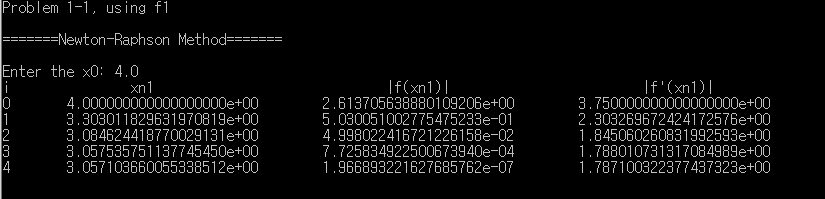 Problem 1-1, using f1
=======Newton-Raphson Method=======
Enter the x0: 4.0
i xn1 |f(xn1)| |f'(xn1)|
0 4.000000000000000000e+00 2.613705638880109206e+00 3.750000000000000000e+00
1 3.303011829631970819e+00 5.030051002775475233e-01 2.303269672424172576e+00
2 3.084624418770029131e+00 4.998022416721226158e-02 1.845060260831992593e+00
3 3.057535751137745450e+00 7.725834922500673940e-04 1.788010731317084989e+00
4 3.057103660055338512e+00 1.966893221627685762e-07 1.787100322377437323e+00